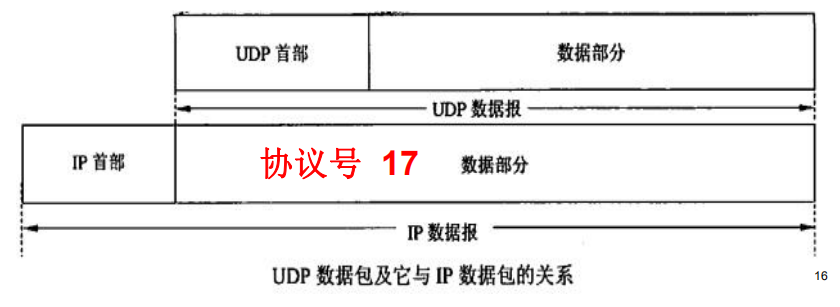 UDP 首部 数据部分
UDP 数据报
IP 首部 协议号 17 数据部分
IP 数据报
UDP 数据包及它与 IP 数据包的关系
16